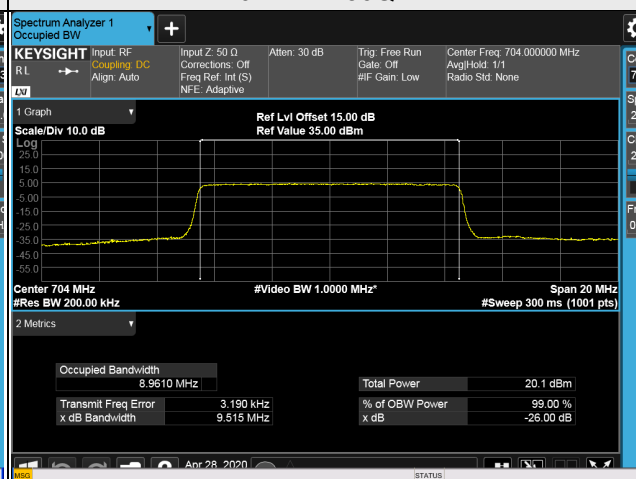 Spectrum Analyzer 1
Occupied BW
+
KEYSIGHT Input: RF Input Z: 50 Ω Atten: 30 dB Trig: Free Run Center Freq: 704.000000 MHz
RL Coupling: DC Corrections: Off Gate: Off Avg|Hold: 1/1
Align: Auto Freq Ref: Int (S) #IF Gain: Low Radio Std: None
LXI NFE: Adaptive
1 Graph
Ref Lvl Offset 15.00 dB
Scale/Div 10.0 dB Ref Value 35.00 dBm
Log
25.0
15.0
5.00
-5.00
-15.0
-25.0
-35.0
-45.0
-55.0
Center 704 MHz #Video BW 1.0000 MHz* Span 20 MHz
#Res BW 200.00 kHz #Sweep 300 ms (1001 pts)
2 Metrics
Occupied Bandwidth
8.9610 MHz Total Power 20.1 dBm
Transmit Freq Error 3.190 kHz % of OBW Power 99.00 %
x dB Bandwidth 9.515 MHz x dB -26.00 dB
Apr 28, 2020
MSG STATUS